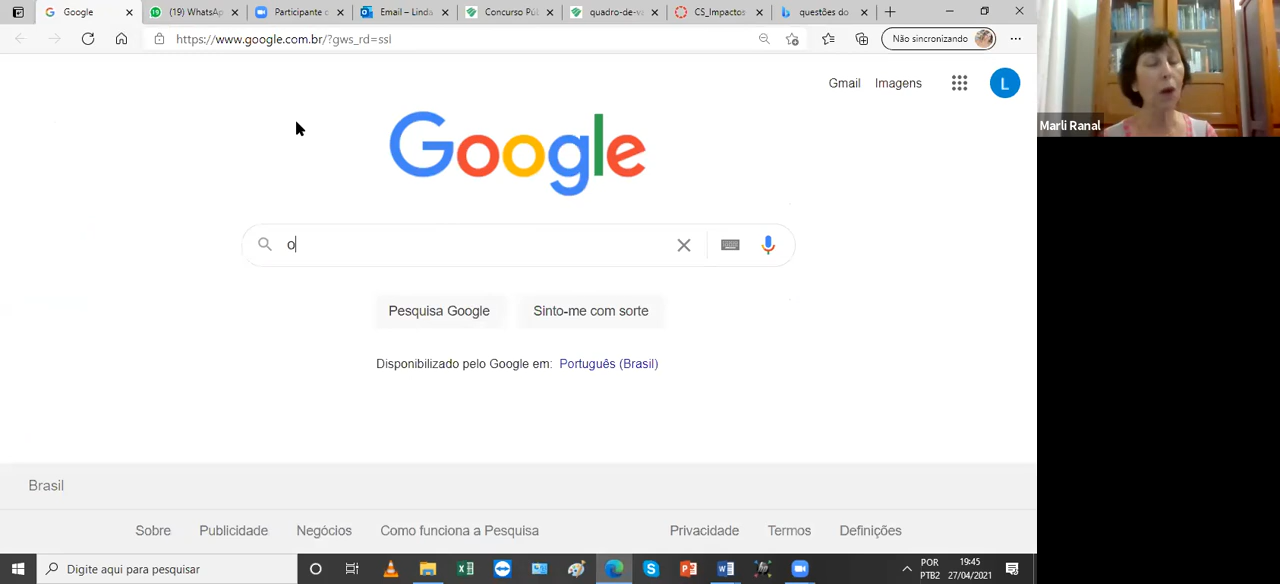 Google
(19) WhatsAp
Participante c
Email – Linda
Concurso Púb
quadro-de-va
CS_Impactos
questões do
https://www.google.com.br/?gws_rd=ssl
Não sincronizando
Gmail
Imagens
L
Google
o
Pesquisa Google
Sinto-me com sorte
Disponibilizado pelo Google em: Português (Brasil)
Brasil
Sobre
Publicidade
Negócios
Como funciona a Pesquisa
Privacidade
Termos
Definições
Digite aqui para pesquisar
POR
PTB2
19:45
27/04/2021
Marli Ranal